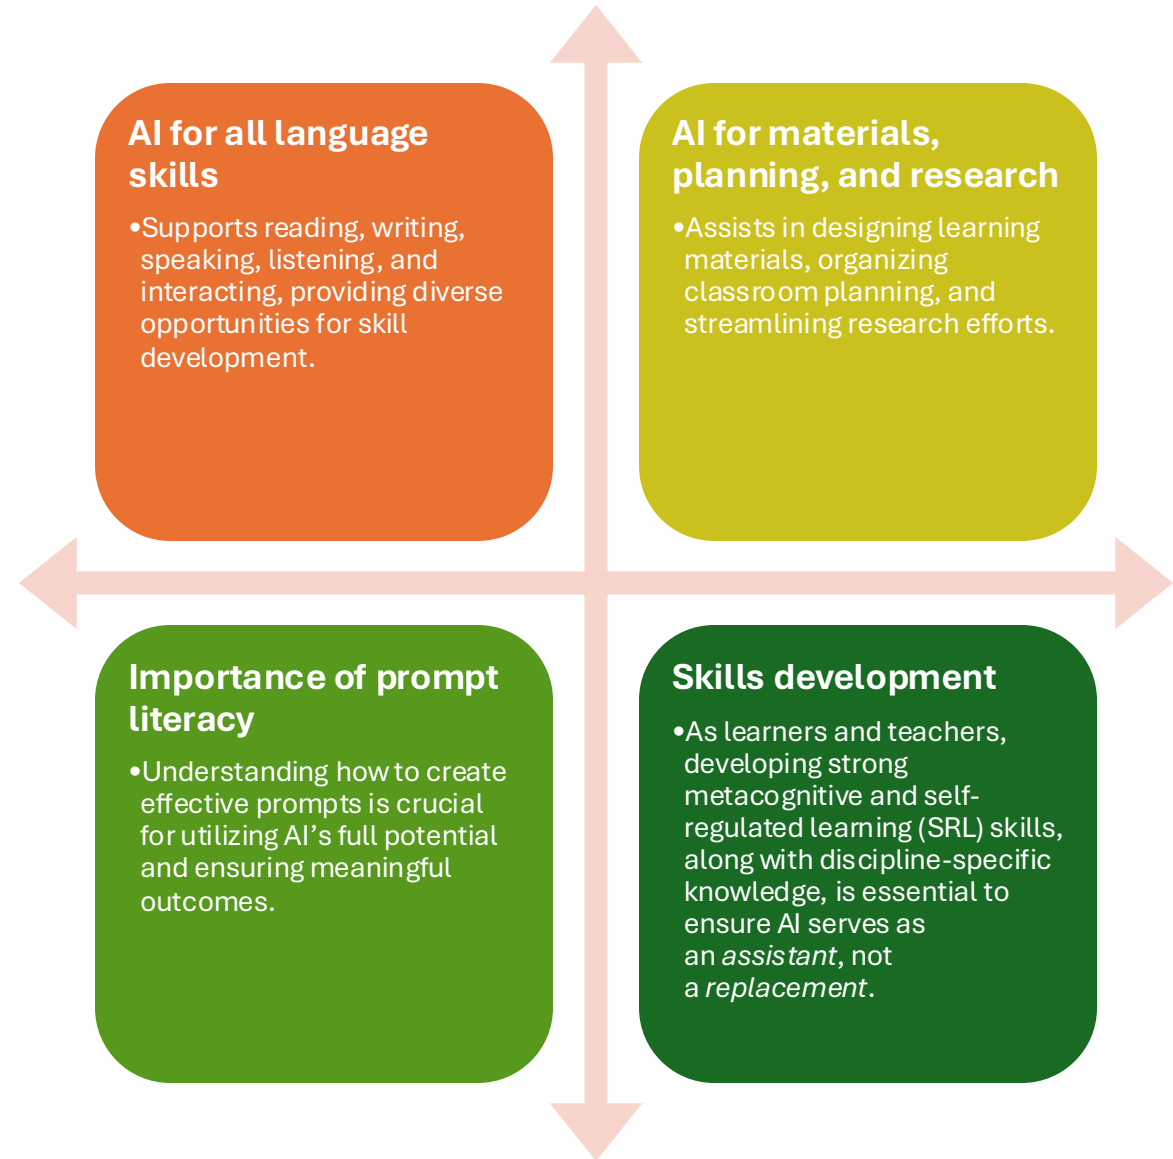 AI for all language
skills
•Supports reading, writing,
speaking, listening, and
interacting, providing diverse
opportunities for skill
development.
AI for materials,
planning, and research
•Assists in designing learning
materials, organizing
classroom planning, and
streamlining research efforts.
Importance of prompt
literacy
•Understanding how to create
effective prompts is crucial
for utilizing AI’s full potential
and ensuring meaningful
outcomes.
Skills development
•As learners and teachers,
developing strong
metacognitive and self-
regulated learning (SRL) skills,
along with discipline-specific
knowledge, is essential to
ensure AI serves as
an assistant, not
a replacement.